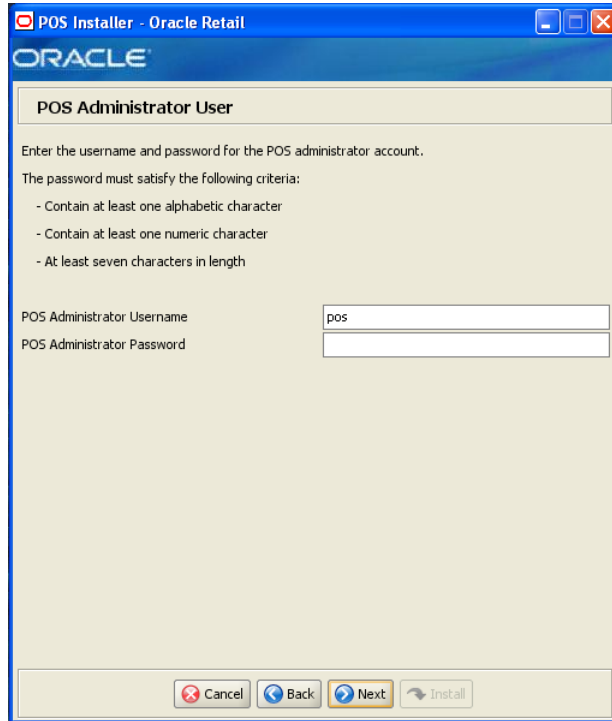 POS Installer - Oracle Retail
ORACLE
POS Administrator User
Enter the username and password for the POS administrator account.
The password must satisfy the following criteria:
- Contain at least one alphabetic character
- Contain at least one numeric character
- At least seven characters in length
POS Administrator Username pos
POS Administrator Password
Cancel Back Next Install